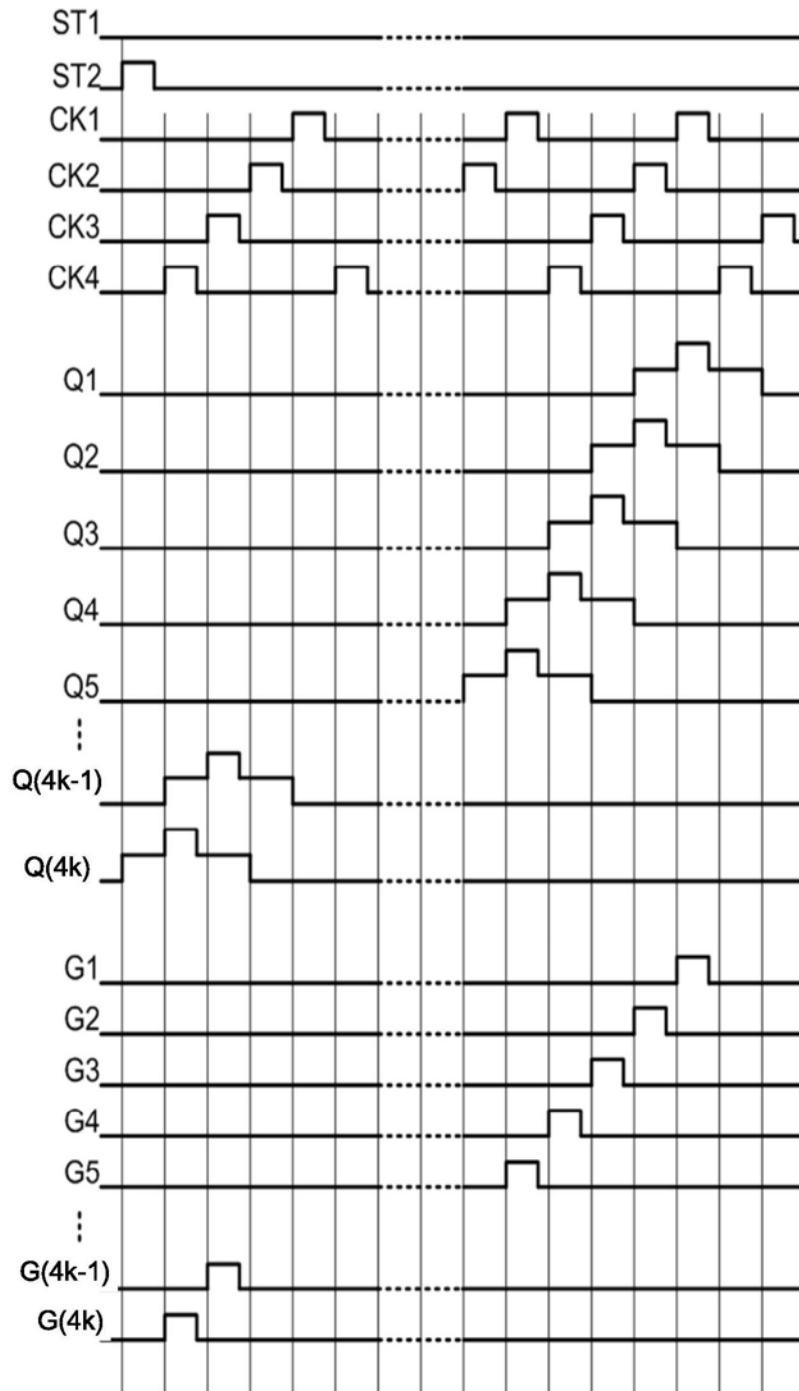 ST1
ST2
CK1
CK2
CK3
CK4
Q1
Q2
Q3
Q4
Q5
Q(4k-1)
Q(4k)
G1
G2
G3
G4
G5
G(4k-1)
G(4k)